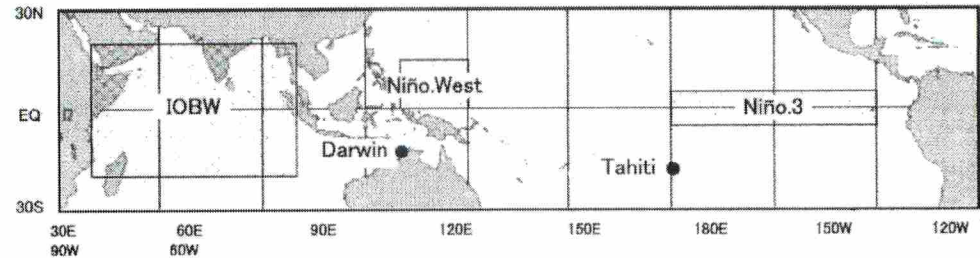 30N
Niño.West
IOBW
Niño.3
EQ
Darwin
Tahiti
30S
30E 60E 90E 120E 150E 180E 150W 120W
90W 60W